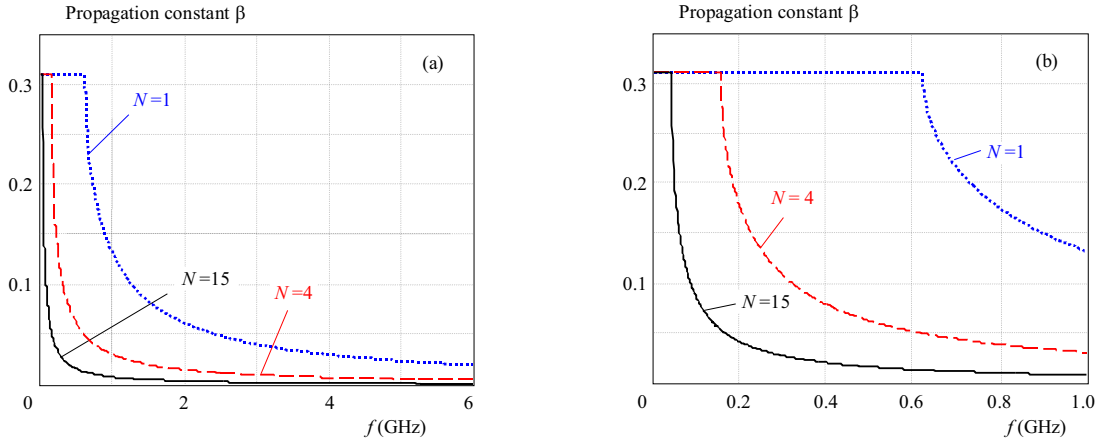 Propagation constant β
(a)
0.3
N=1
0.2
N=15
N=4
0.1
0
2
4
6
f (GHz)
Propagation constant β
(b)
0.3
N=1
0.2
N = 4
0.1
N=15
0
0.2
0.4
0.6
0.8
1.0
f (GHz)